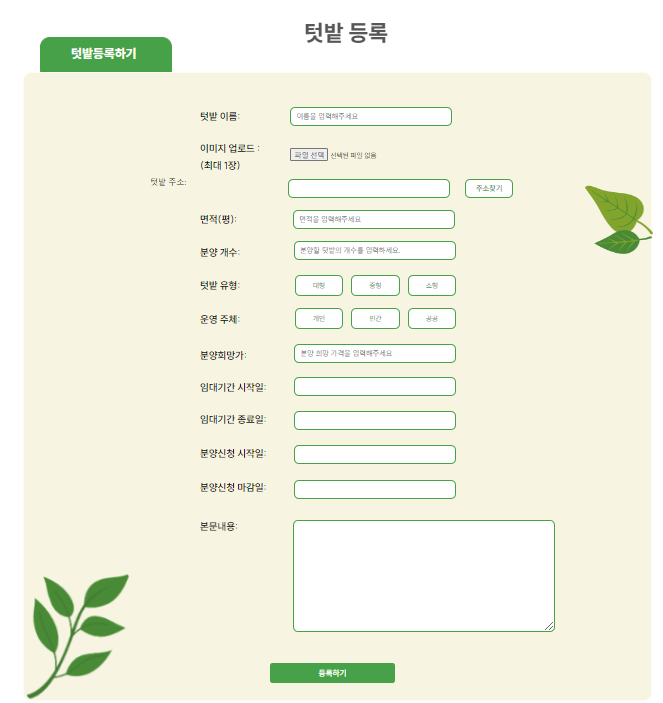 텃밭 등록
텃밭등록하기
텃밭 이름: 이름을 입력해주세요
이미지 업로드 :
(최대 1장)
파일 선택 선택된 파일 없음
텃밭 주소: 주소찾기
면적(평): 면적을 입력해주세요
분양 개수: 분양할 텃밭의 개수를 입력하세요.
텃밭 유형: 대형 중형 소형
운영 주체: 개인 민간 공공
분양희망가: 분양 희망 가격을 입력해주세요
임대기간 시작일:
임대기간 종료일:
분양신청 시작일:
분양신청 마감일:
본문내용:
등록하기